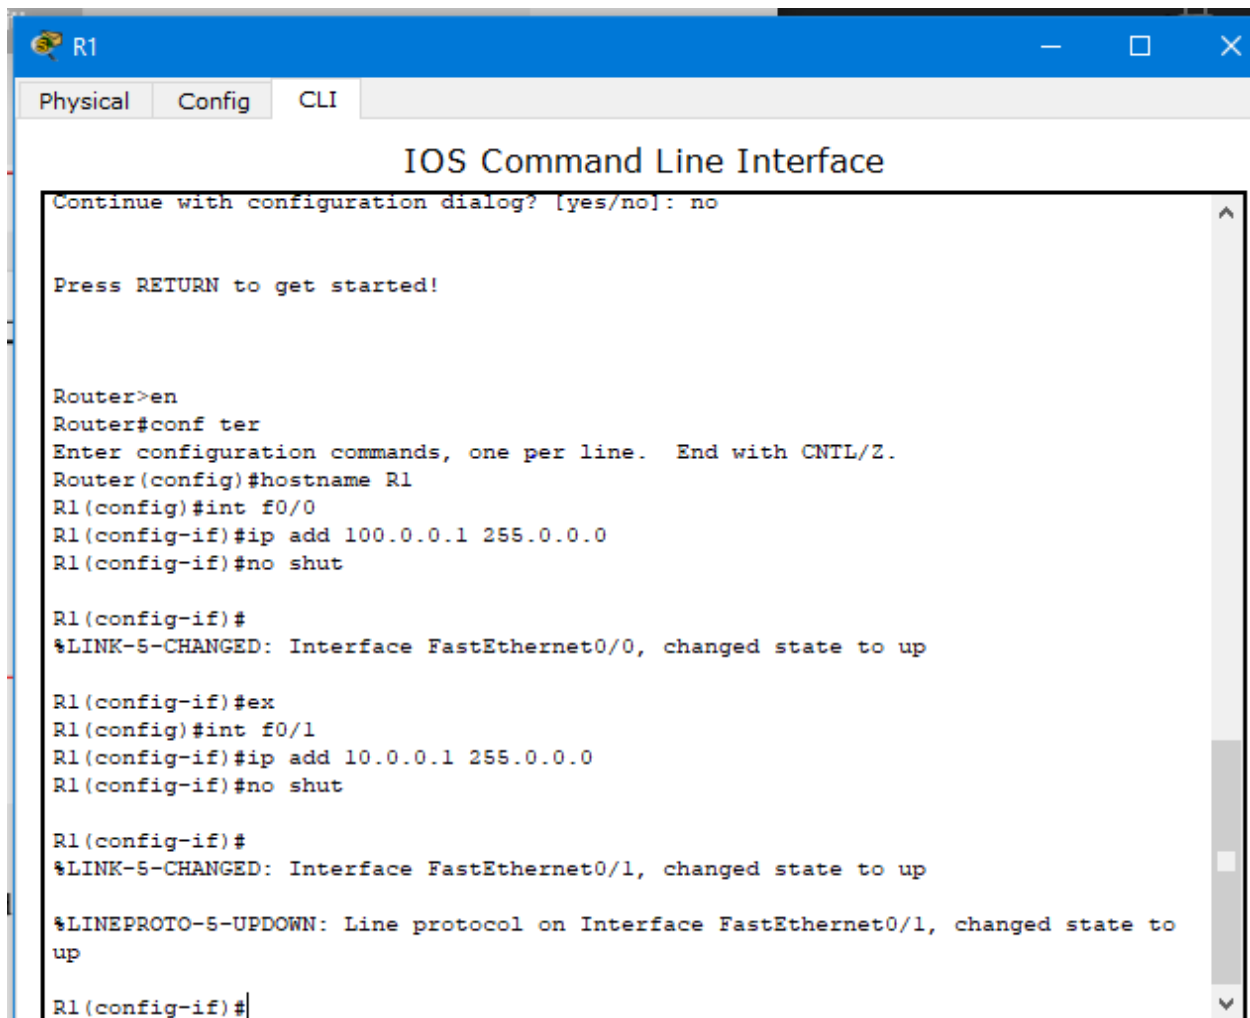 R1
Physical Config CLI
IOS Command Line Interface
Continue with configuration dialog? [yes/no]: no
Press RETURN to get started!
Router>en
Router#conf ter
Enter configuration commands, one per line.  End with CNTL/Z.
Router(config)#hostname R1
R1(config)#int f0/0
R1(config-if)#ip add 100.0.0.1 255.0.0.0
R1(config-if)#no shut
R1(config-if)#
%LINK-5-CHANGED: Interface FastEthernet0/0, changed state to up
R1(config-if)#ex
R1(config)#int f0/1
R1(config-if)#ip add 10.0.0.1 255.0.0.0
R1(config-if)#no shut
R1(config-if)#
%LINK-5-CHANGED: Interface FastEthernet0/1, changed state to up
%LINEPROTO-5-UPDOWN: Line protocol on Interface FastEthernet0/1, changed state to
up
R1(config-if)#